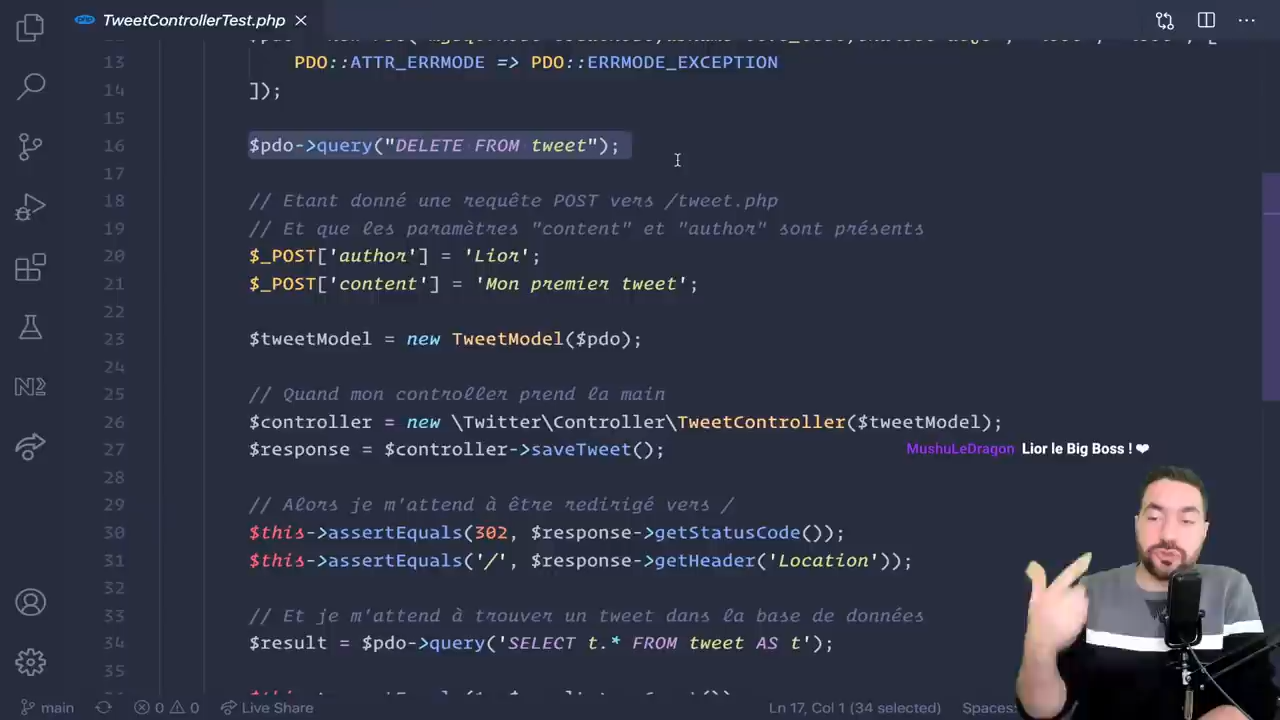 php TweetControllerTest.php
13 PDO::ATTR_ERRMODE => PDO::ERRMODE_EXCEPTION
14 ]);
15
16 $pdo->query("DELETE FROM tweet");
17
18 // Etant donné une requête POST vers /tweet.php
19 // Et que les paramètres "content" et "author" sont présents
20 $_POST['author'] = 'Lior';
21 $_POST['content'] = 'Mon premier tweet';
22
23 $tweetModel = new TweetModel($pdo);
24
25 // Quand mon controller prend la main
26 $controller = new \Twitter\Controller\TweetController($tweetModel);
27 $response = $controller->saveTweet();
MushuLeDragon Lior le Big Boss ! ❤
28
29 // Alors je m'attend à être redirigé vers /
30 $this->assertEquals(302, $response->getStatusCode());
31 $this->assertEquals('/', $response->getHeader('Location'));
32
33 // Et je m'attend à trouver un tweet dans la base de données
34 $result = $pdo->query('SELECT t.* FROM tweet AS t');
35
main 0 0 Live Share Ln 17, Col 1 (34 selected) Spaces: